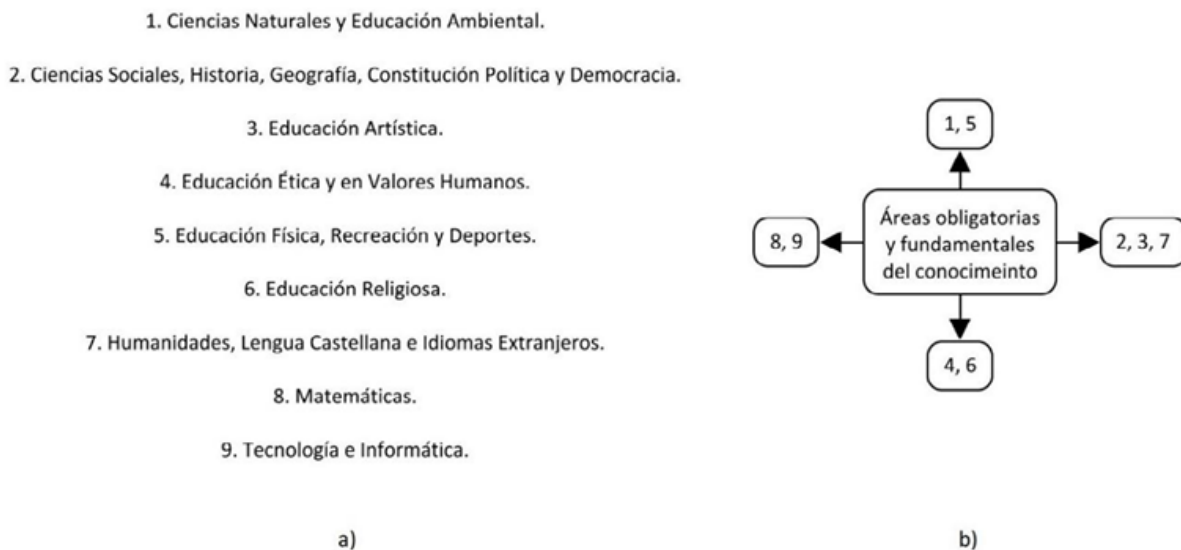 1. Ciencias Naturales y Educación Ambiental.
2. Ciencias Sociales, Historia, Geografía, Constitución Política y Democracia.
3. Educación Artística.
4. Educación Ética y en Valores Humanos.
5. Educación Física, Recreación y Deportes.
6. Educación Religiosa.
7. Humanidades, Lengua Castellana e Idiomas Extranjeros.
8. Matemáticas.
9. Tecnología e Informática.
a)
1, 5
8, 9
Áreas obligatorias
y fundamentales
del conocimeinto
2, 3, 7
4, 6
b)